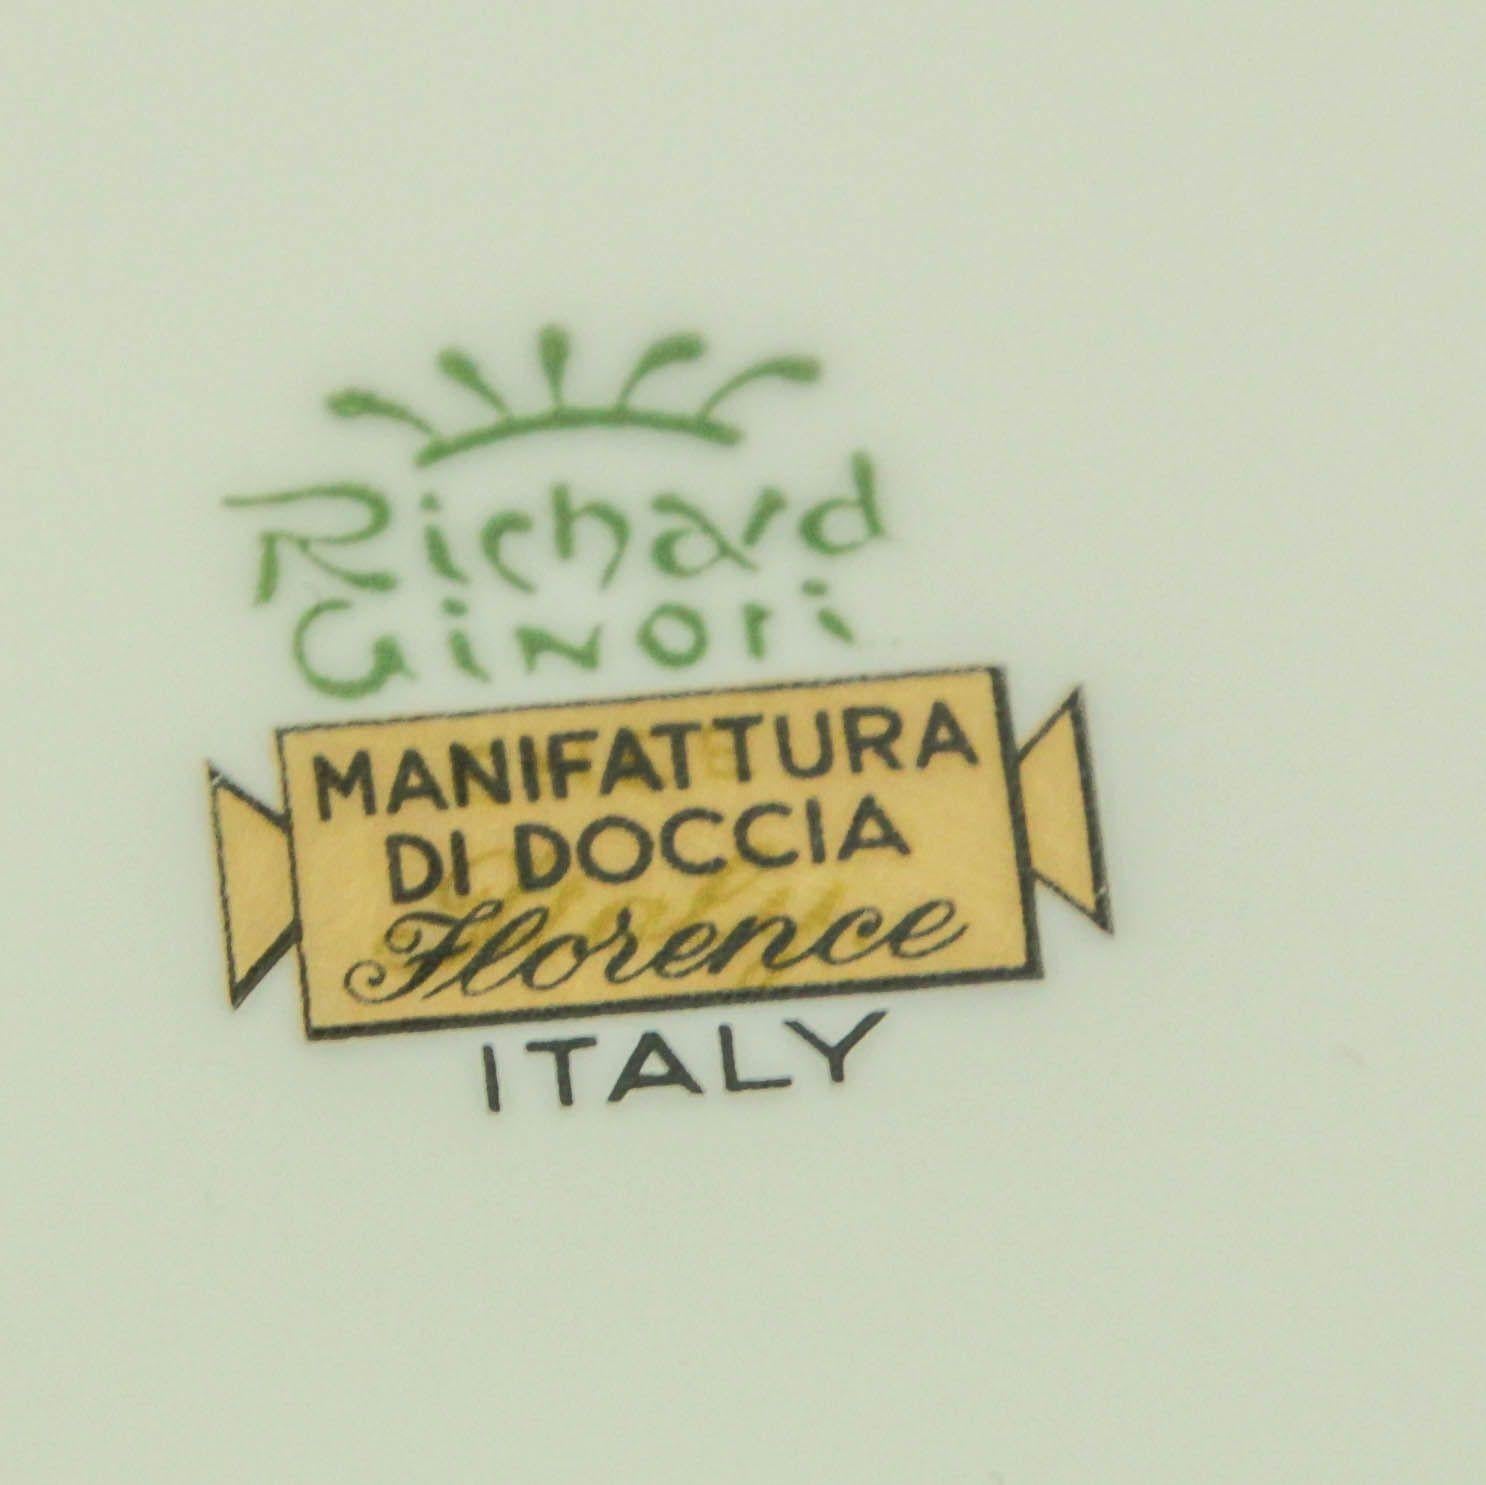 Richard
Ginori
MANIFATTURA
DI DOCCIA
Florence
ITALY